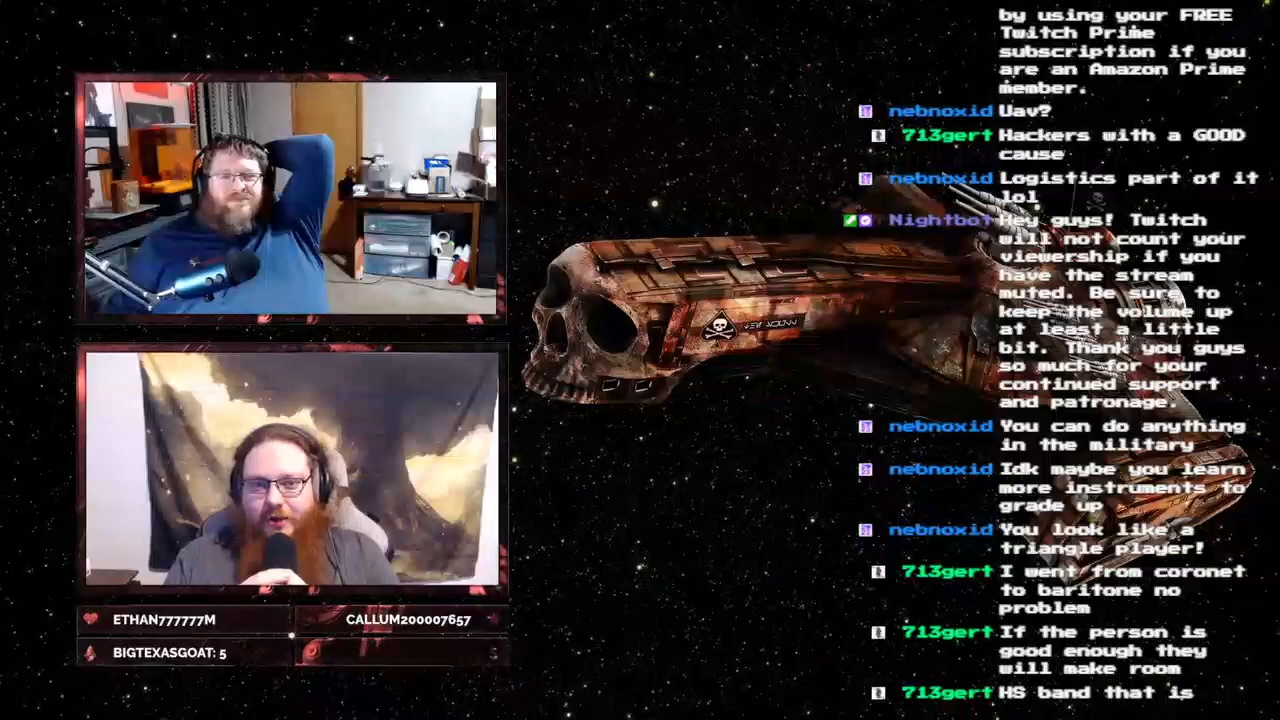 by using your FREE
Twitch Prime
subscription if you
are an Amazon Prime
member.
nebnoxid Uav?
713gert Hackers with a GOOD
cause
nebnoxid Logistics part of it
lol
Nightbot Hey guys! Twitch
will not count your
viewership if you
have the stream
muted. Be sure to
keep the volume up
at least a little
bit. Thank you guys
so much for your
continued support
and patronage.
nebnoxid You can do anything
in the military
nebnoxid Idk maybe you learn
more instruments to
grade up
nebnoxid You look like a
triangle player!
713gert I went from coronet
to baritone no
problem
713gert If the person is
good enough they
will make room
713gert HS band that is
ETHAN777777M
CALLUM200007657
BIGTEXASGOAT: 5